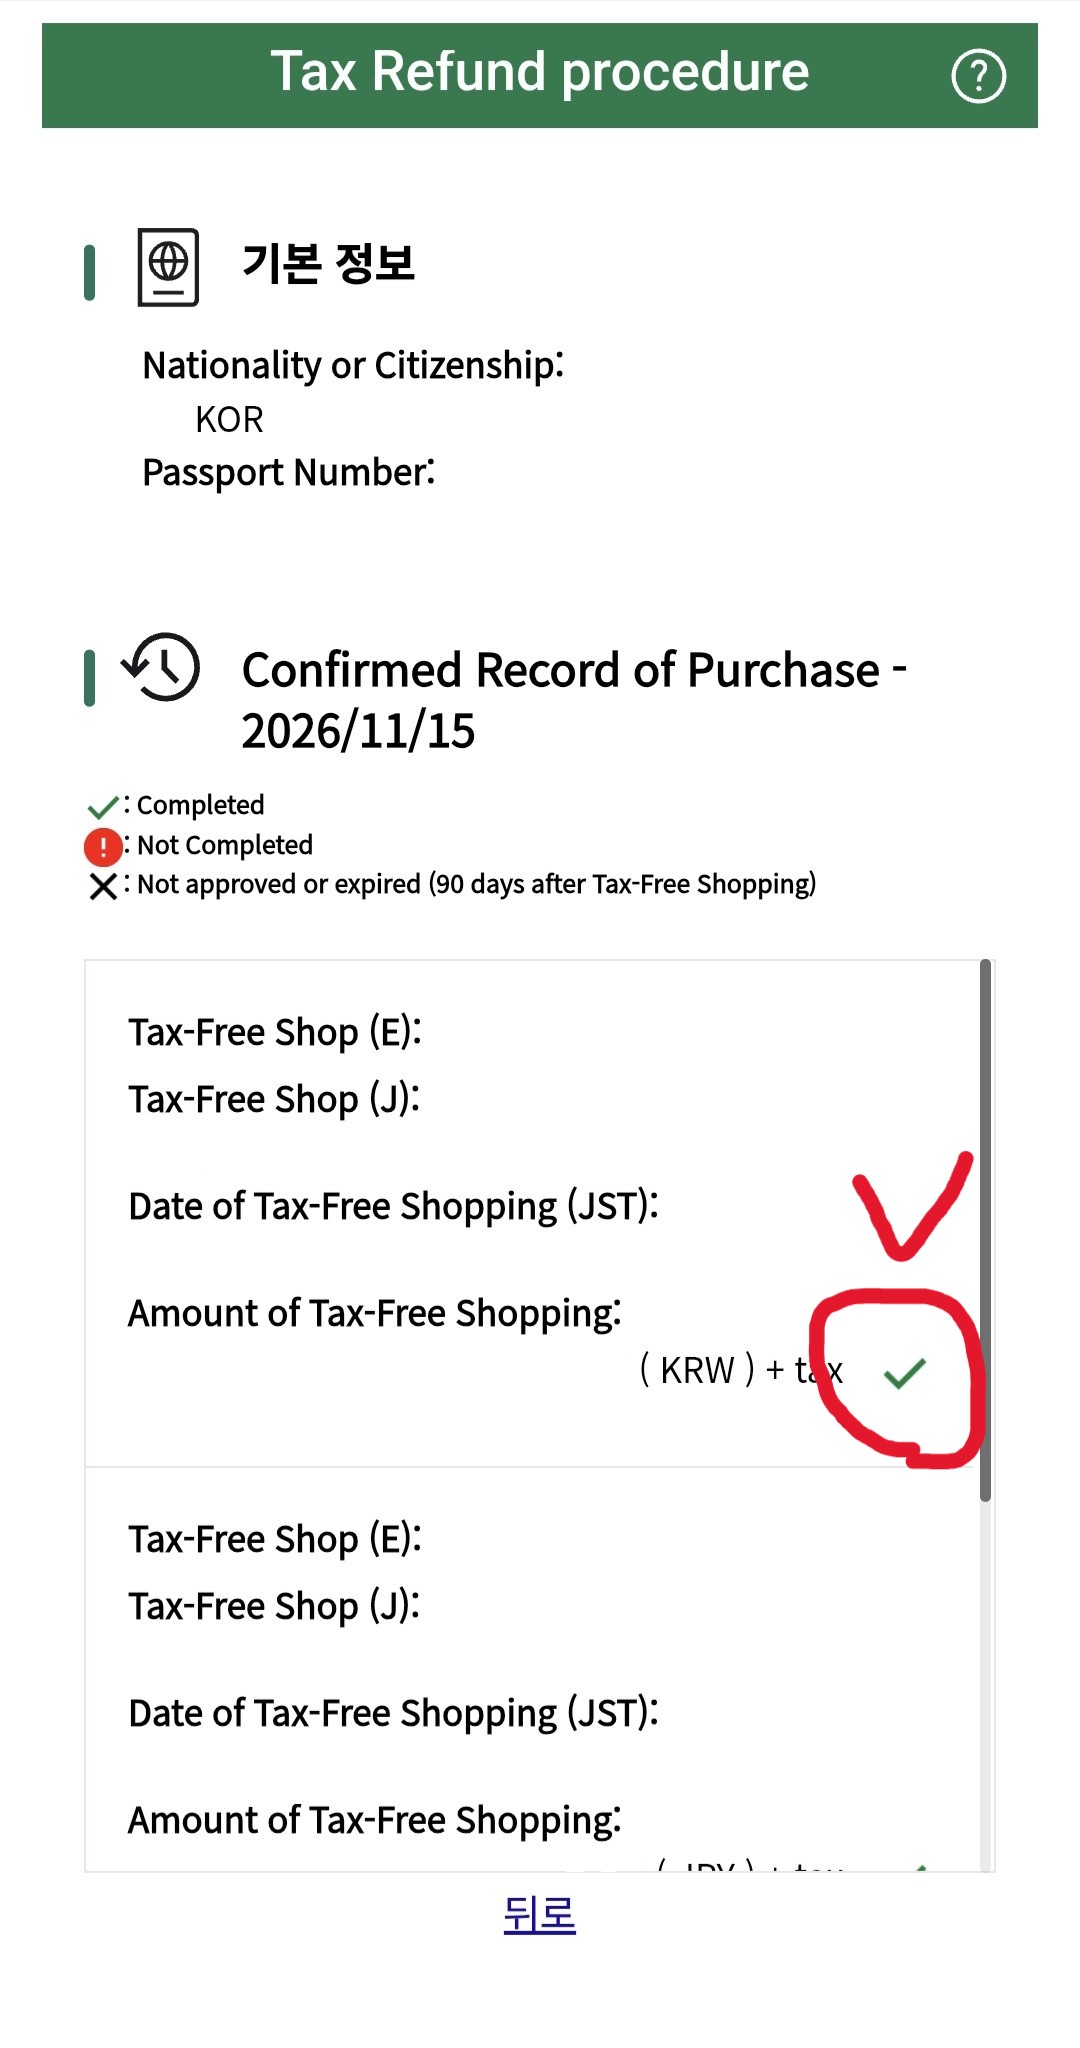 Tax Refund procedure ?
기본 정보
Nationality or Citizenship:
KOR
Passport Number:
Confirmed Record of Purchase -
2026/11/15
: Completed
: Not Completed
: Not approved or expired (90 days after Tax-Free Shopping)
Tax-Free Shop (E):
Tax-Free Shop (J):
Date of Tax-Free Shopping (JST):
Amount of Tax-Free Shopping:
( KRW ) + tax
Tax-Free Shop (E):
Tax-Free Shop (J):
Date of Tax-Free Shopping (JST):
Amount of Tax-Free Shopping:
( JPY ) + tax
뒤로